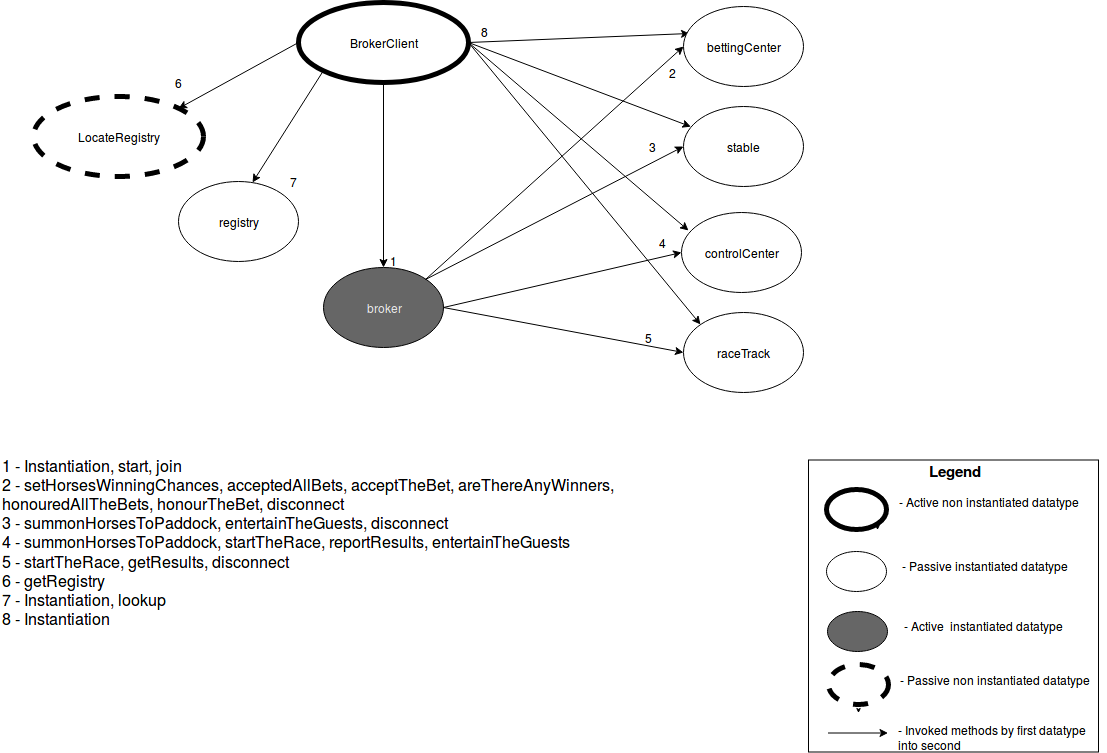 BrokerClient
8
bettingCenter
2
6
LocateRegistry
3
stable
7
registry
4
controlCenter
1
broker
5
raceTrack
1 - Instantiation, start, join
2 - setHorsesWinningChances, acceptedAllBets, acceptTheBet, areThereAnyWinners,
honouredAllTheBets, honourTheBet, disconnect
3 - summonHorsesToPaddock, entertainTheGuests, disconnect
4 - summonHorsesToPaddock, startTheRace, reportResults, entertainTheGuests
5 - startTheRace, getResults, disconnect
6 - getRegistry
7 - Instantiation, lookup
8 - Instantiation
Legend
- Active non instantiated datatype
- Passive instantiated datatype
- Active instantiated datatype
- Passive non instantiated datatype
- Invoked methods by first datatype
into second